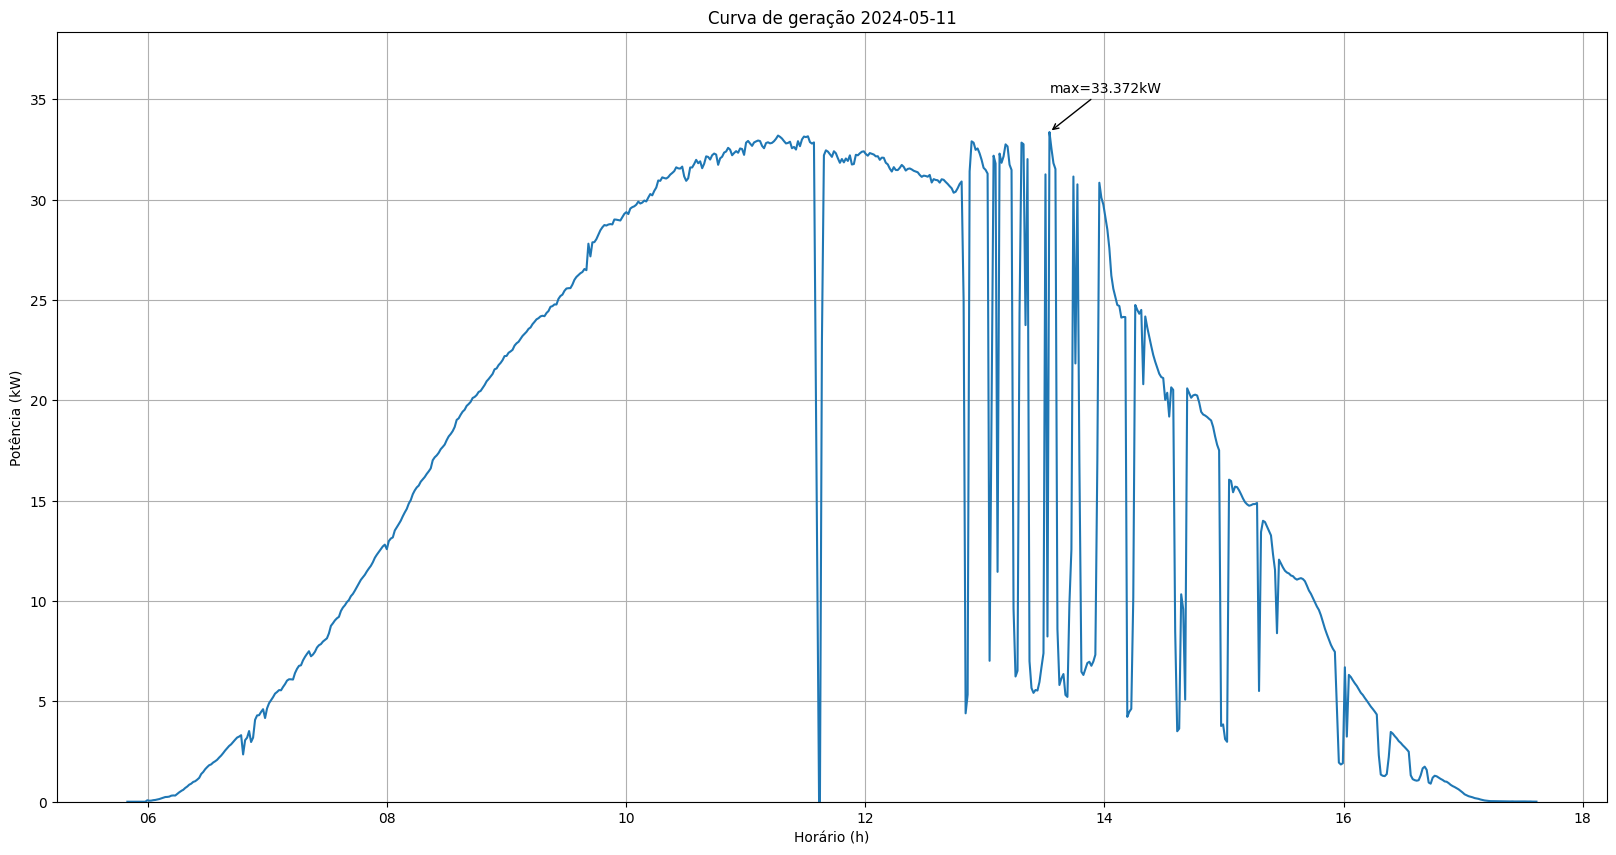 Curva de geração 2024-05-11
max=33.372kW
Potência (kW)
35
30
25
20
15
10
5
0
06 08 10 12 14 16 18
Horário (h)